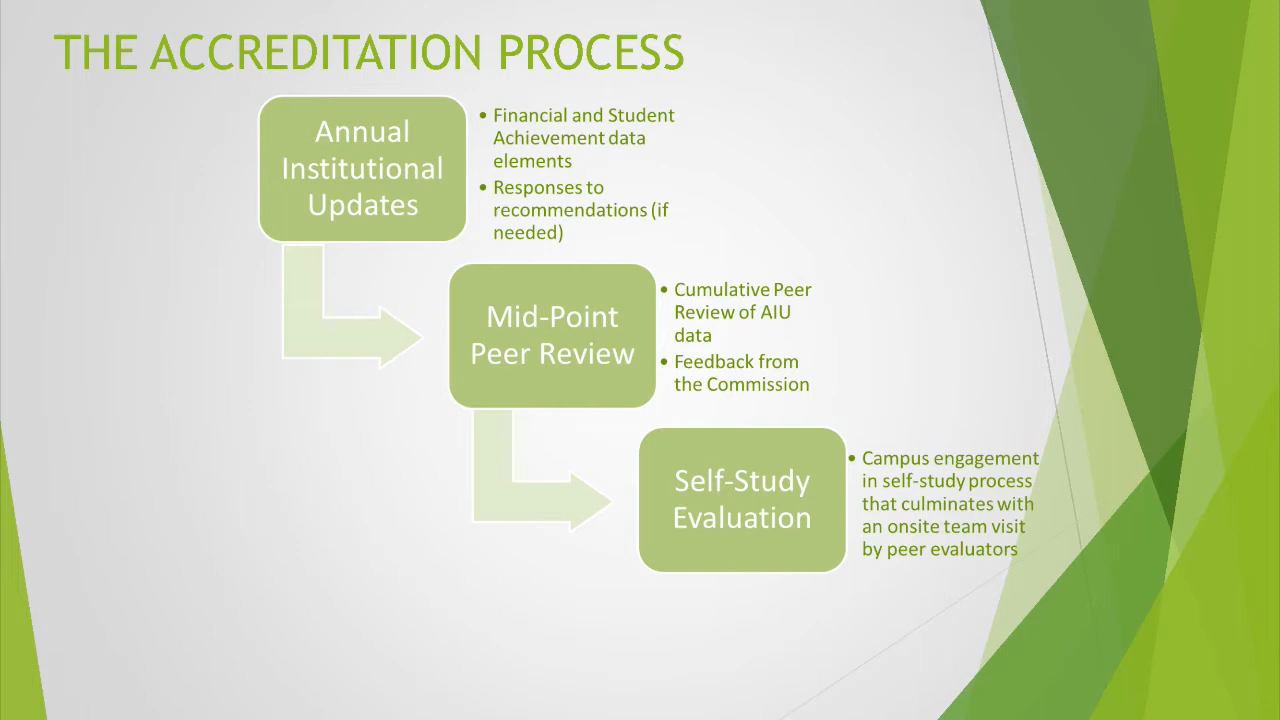 THE ACCREDITATION PROCESS
Annual
Institutional
Updates
• Financial and Student
Achievement data
elements
• Responses to
recommendations (if
needed)
Mid-Point
Peer Review
• Cumulative Peer
Review of AIU
data
• Feedback from
the Commission
Self-Study
Evaluation
• Campus engagement
in self-study process
that culminates with
an onsite team visit
by peer evaluators